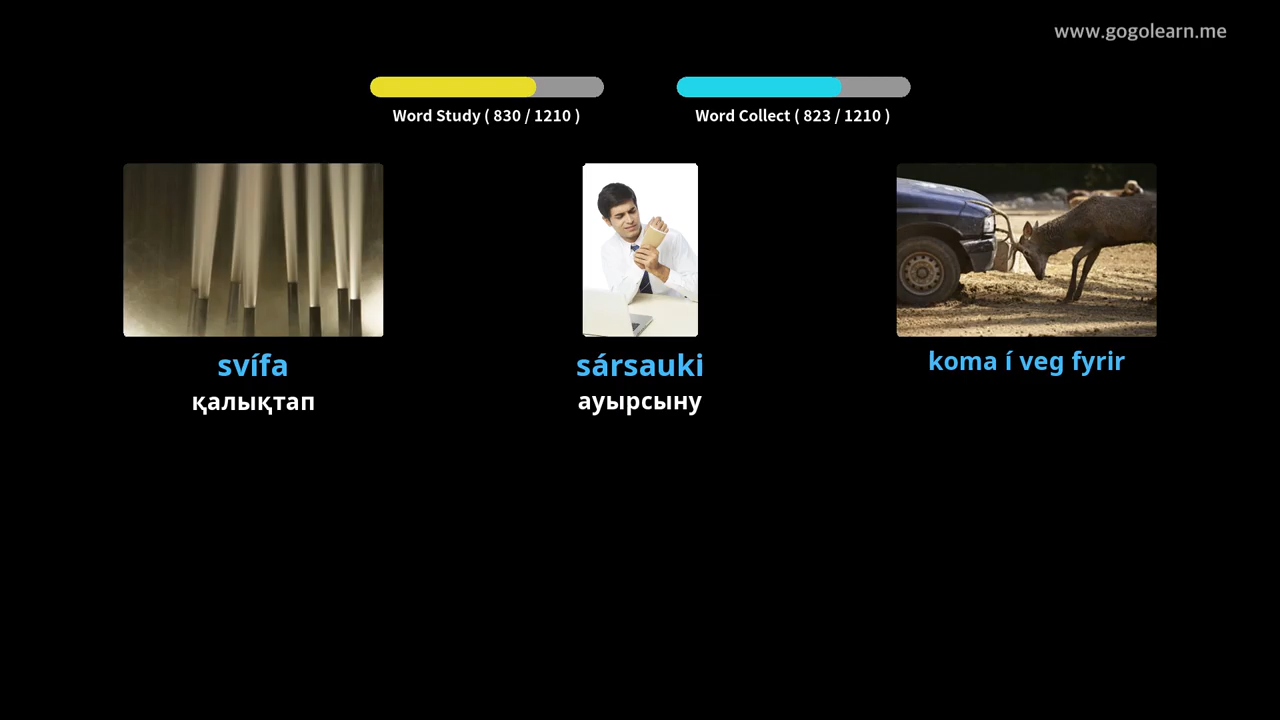 www.gogolearn.me
Word Study ( 830 / 1210 )
Word Collect ( 823 / 1210 )
svífa
қалықтап
sársauki
ауырсыну
koma í veg fyrir